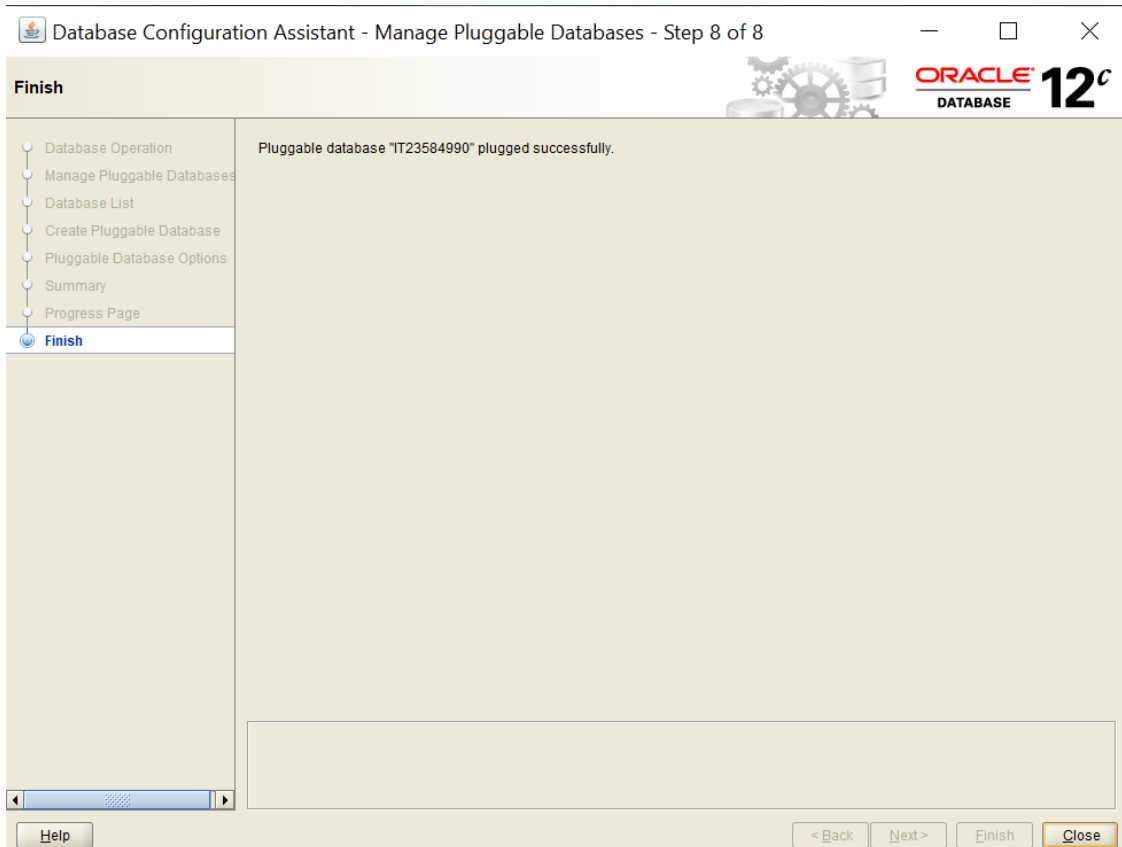 Database Configuration Assistant - Manage Pluggable Databases - Step 8 of 8
Finish
ORACLE
DATABASE
12c
Database Operation
Manage Pluggable Databases
Database List
Create Pluggable Database
Pluggable Database Options
Summary
Progress Page
Finish
Pluggable database "IT23584990" plugged successfully.
Help
< Back
Next >
Finish
Close